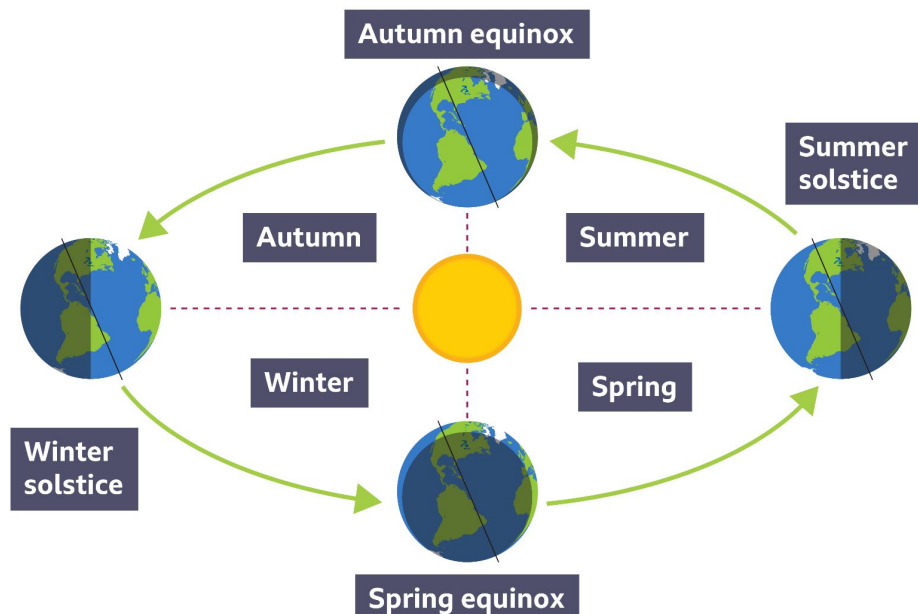 Autumn equinox
Summer
solstice
Autumn
Summer
Winter
Spring
Winter
solstice
Spring equinox